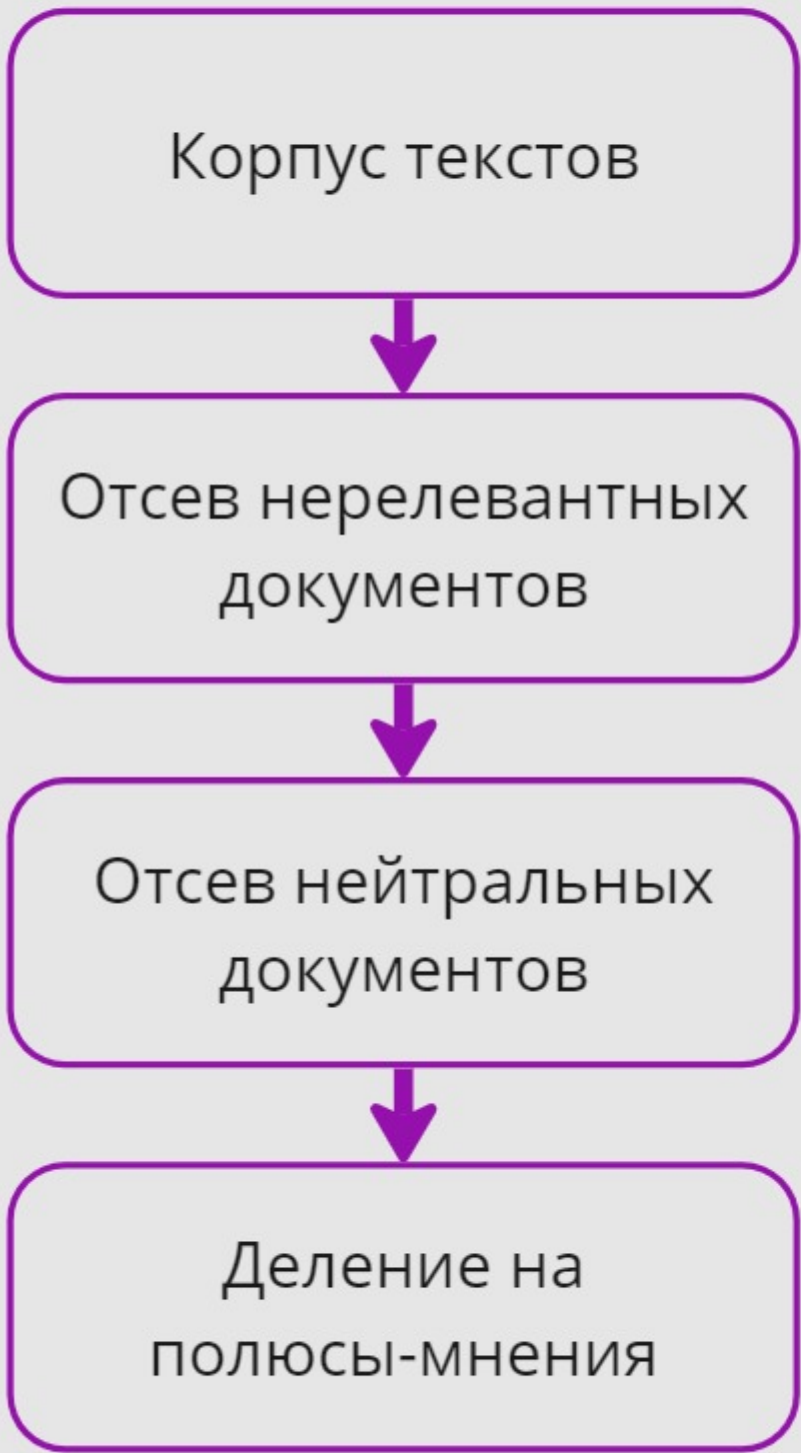 Корпус текстов
Отсев нерелевантных
документов
Отсев нейтральных
документов
Деление на
полюсы-мнения